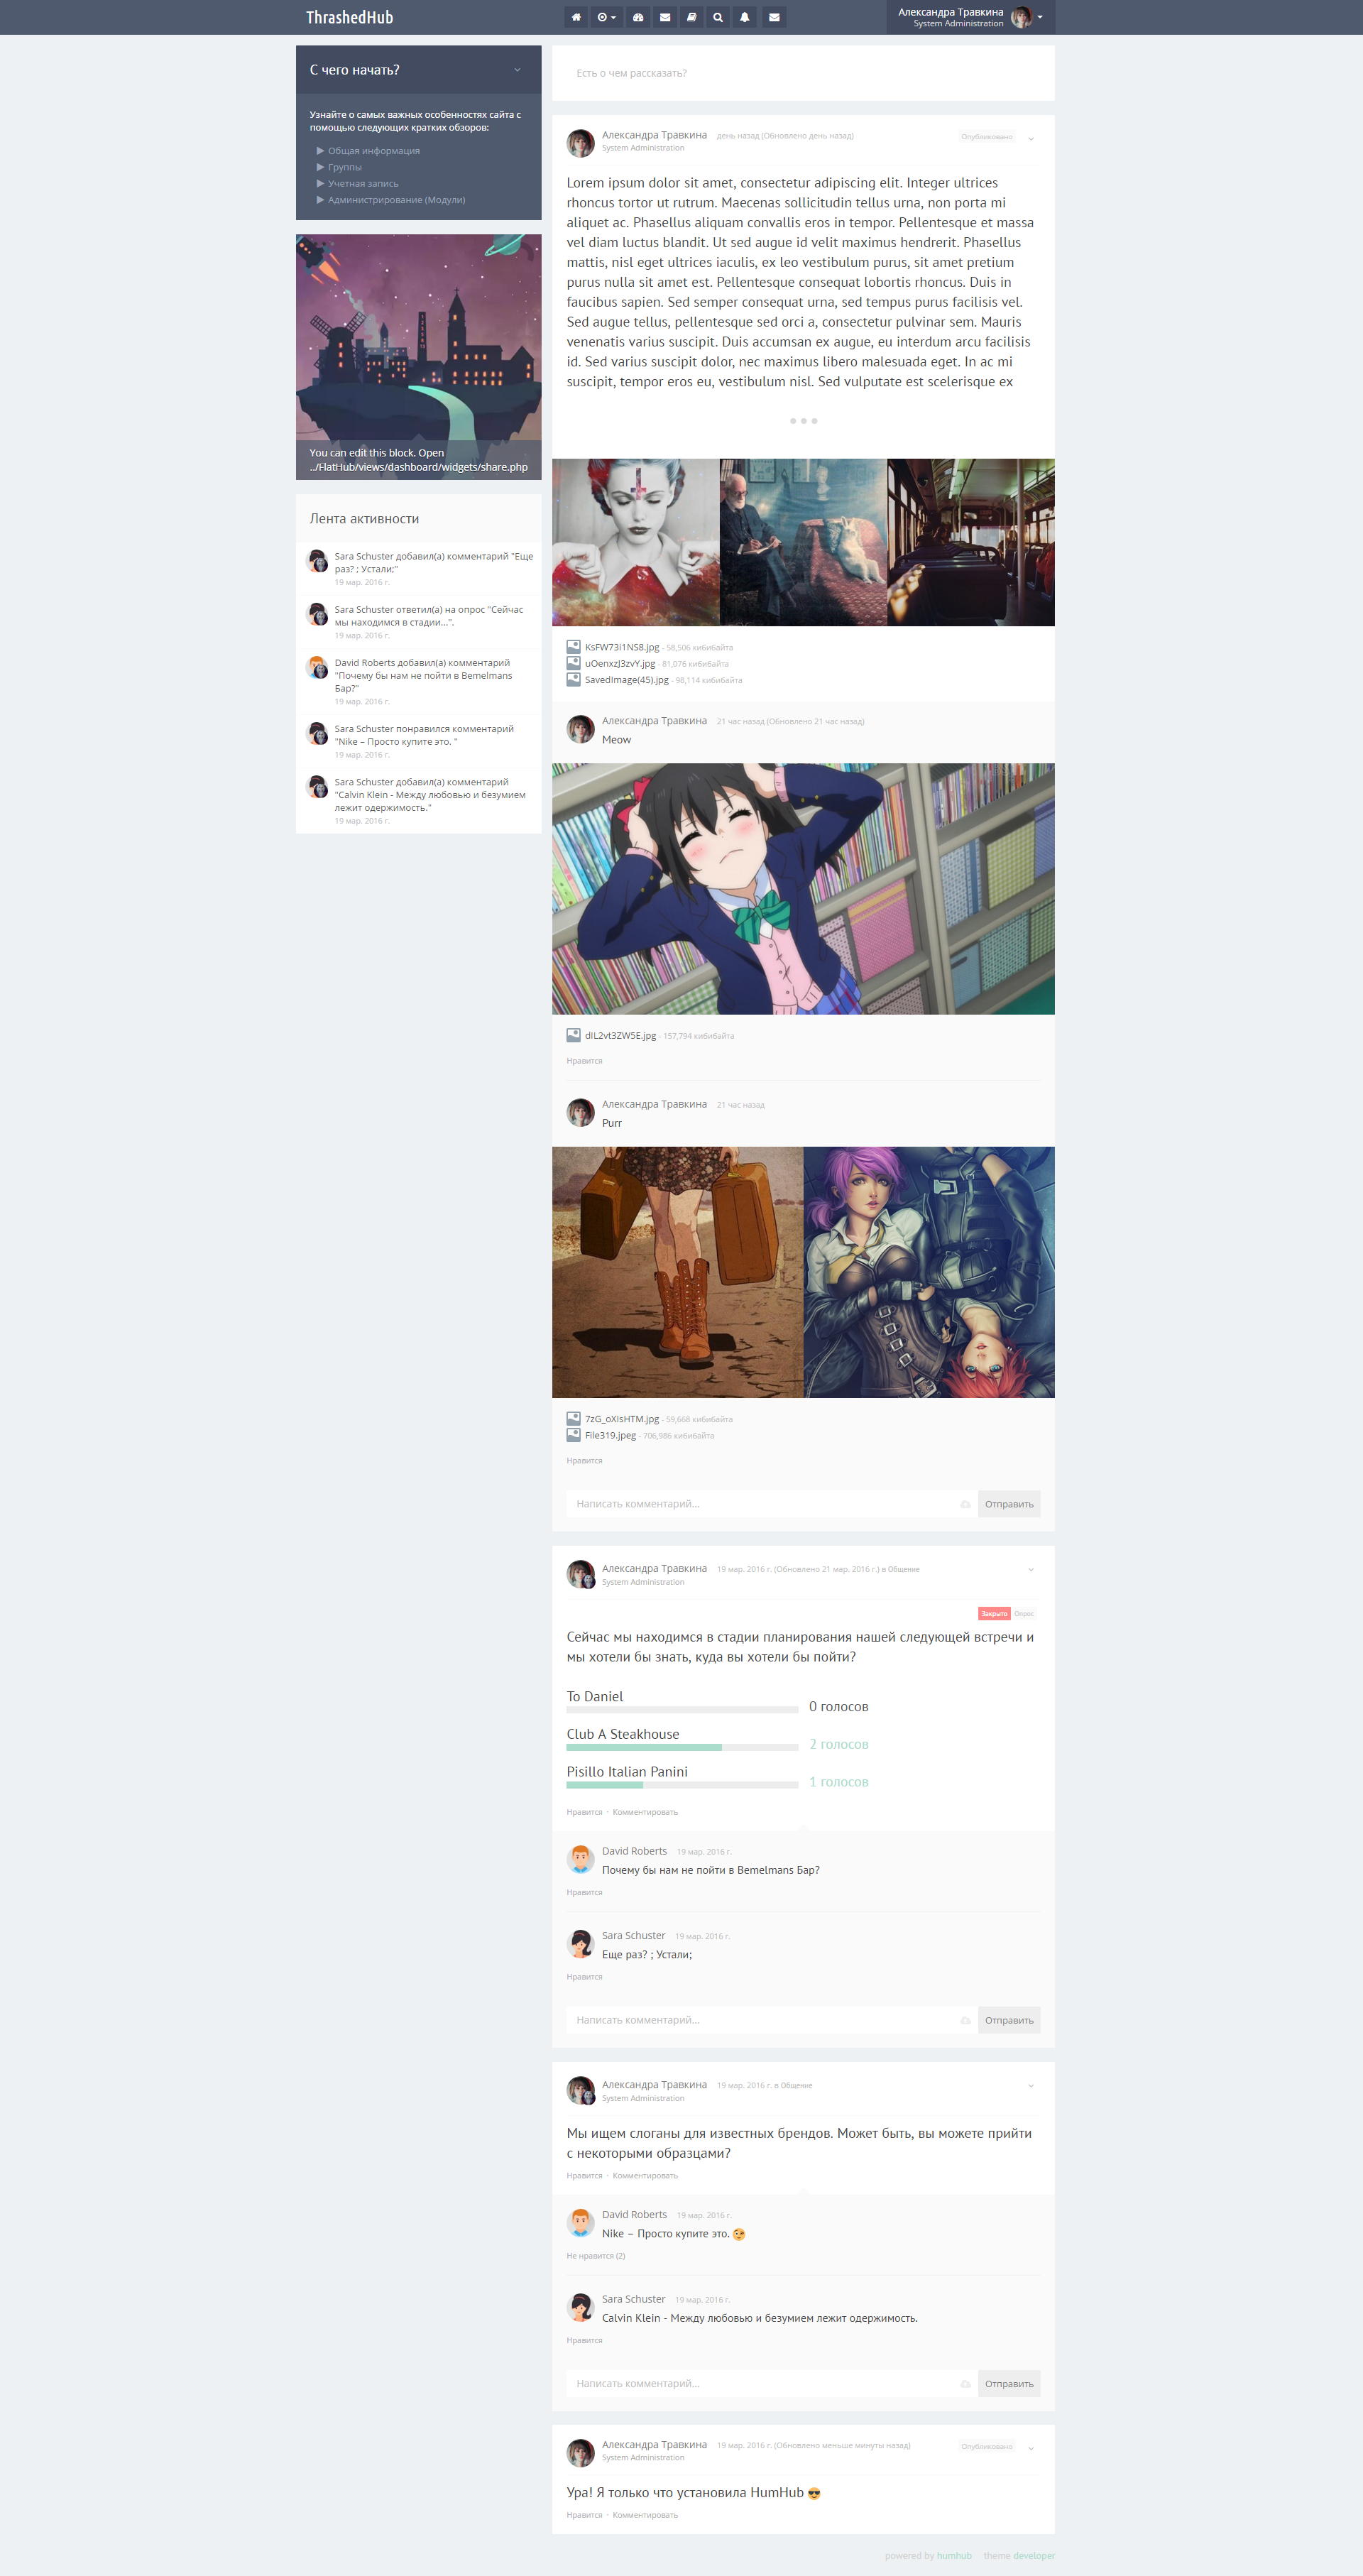 ThrashedHub
Александра Травкина
System Administration
С чего начать?
Узнайте о самых важных особенностях сайта с
помощью следующих кратких обзоров:
Общая информация
Группы
Учетная запись
Администрирование (Модули)
You can edit this block. Open
../FlatHub/views/dashboard/widgets/share.php
Лента активности
Sara Schuster добавил(а) комментарий "Еще
раз? ; Устали;"
19 мар. 2016 г.
Sara Schuster ответил(а) на опрос "Сейчас
мы находимся в стадии...".
19 мар. 2016 г.
David Roberts добавил(а) комментарий
"Почему бы нам не пойти в Bemelmans
Бар?"
19 мар. 2016 г.
Sara Schuster понравился комментарий
"Nike – Просто купите это. "
19 мар. 2016 г.
Sara Schuster добавил(а) комментарий
"Calvin Klein - Между любовью и безумием
лежит одержимость."
19 мар. 2016 г.
Есть о чем рассказать?
Александра Травкина день назад (Обновлено день назад) Опубликовано
System Administration
Lorem ipsum dolor sit amet, consectetur adipiscing elit. Integer ultrices
rhoncus tortor ut rutrum. Maecenas sollicitudin tellus urna, non porta mi
aliquet ac. Phasellus aliquam convallis eros in tempor. Pellentesque et massa
vel diam luctus blandit. Ut sed augue id velit maximus hendrerit. Phasellus
mattis, nisl eget ultrices iaculis, ex leo vestibulum purus, sit amet pretium
purus nulla sit amet est. Pellentesque consequat lobortis rhoncus. Duis in
faucibus sapien. Sed semper consequat urna, sed tempus purus facilisis vel.
Sed augue tellus, pellentesque sed orci a, consectetur pulvinar sem. Mauris
venenatis varius suscipit. Duis accumsan ex augue, eu interdum arcu facilisis
id. Sed varius suscipit dolor, nec maximus libero malesuada eget. In ac mi
suscipit, tempor eros eu, vestibulum nisl. Sed vulputate est scelerisque ex
KsFW73i1NS8.jpg - 58,506 кибибайта
uOenxzJ3zvY.jpg - 81,076 кибибайта
SavedImage(45).jpg - 98,114 кибибайта
Александра Травкина 21 час назад (Обновлено 21 час назад)
Meow
dIL2vt3ZW5E.jpg - 157,794 кибибайта
Нравится
Александра Травкина 21 час назад
Purr
7zG_oXIsHTM.jpg - 59,668 кибибайта
File319.jpeg - 706,986 кибибайта
Нравится
Написать комментарий... Отправить
Александра Травкина 19 мар. 2016 г. (Обновлено 21 мар. 2016 г.) в Общение
System Administration
Закрыто Опрос
Сейчас мы находимся в стадии планирования нашей следующей встречи и
мы хотели бы знать, куда вы хотели бы пойти?
To Daniel
0 голосов
Club A Steakhouse
2 голосов
Pisillo Italian Panini
1 голосов
Нравится · Комментировать
David Roberts 19 мар. 2016 г.
Почему бы нам не пойти в Bemelmans Бар?
Нравится
Sara Schuster 19 мар. 2016 г.
Еще раз? ; Устали;
Нравится
Написать комментарий... Отправить
Александра Травкина 19 мар. 2016 г. в Общение
System Administration
Мы ищем слоганы для известных брендов. Может быть, вы можете прийти
с некоторыми образцами?
Нравится · Комментировать
David Roberts 19 мар. 2016 г.
Nike – Просто купите это.
Не нравится (2)
Sara Schuster 19 мар. 2016 г.
Calvin Klein - Между любовью и безумием лежит одержимость.
Нравится
Написать комментарий... Отправить
Александра Травкина 19 мар. 2016 г. (Обновлено меньше минуты назад) Опубликовано
System Administration
Ура! Я только что установила HumHub
Нравится · Комментировать
powered by humhub theme developer